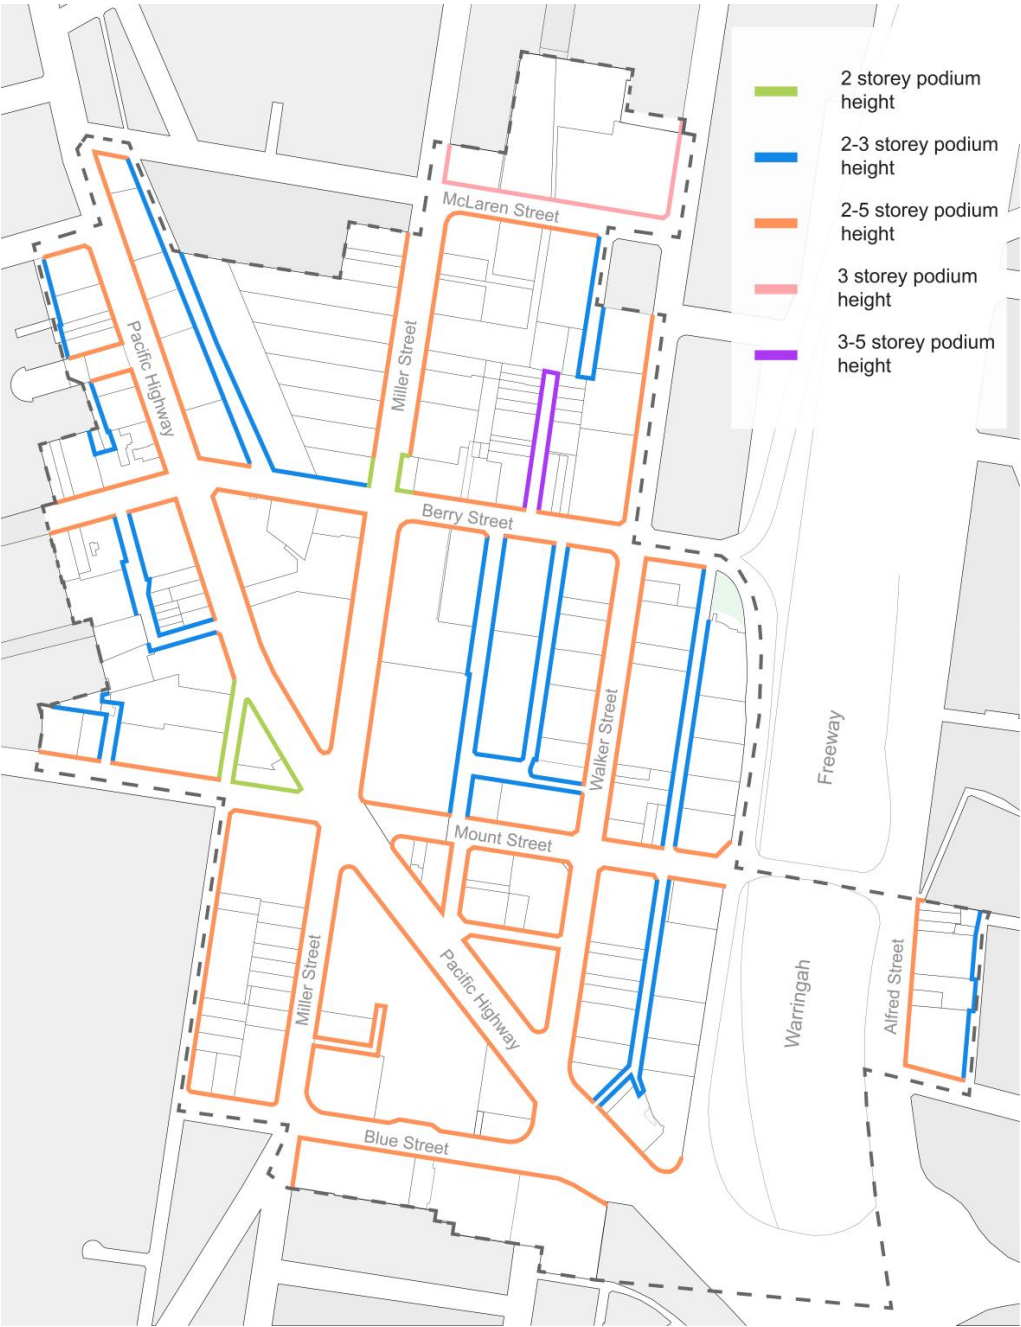 2 storey podium
height
2-3 storey podium
height
2-5 storey podium
height
3 storey podium
height
3-5 storey podium
height
McLaren Street
Pacific Highway
Miller Street
Berry Street
Walker Street
Freeway
Mount Street
Miller Street
Pacific Highway
Warringah
Alfred Street
Blue Street